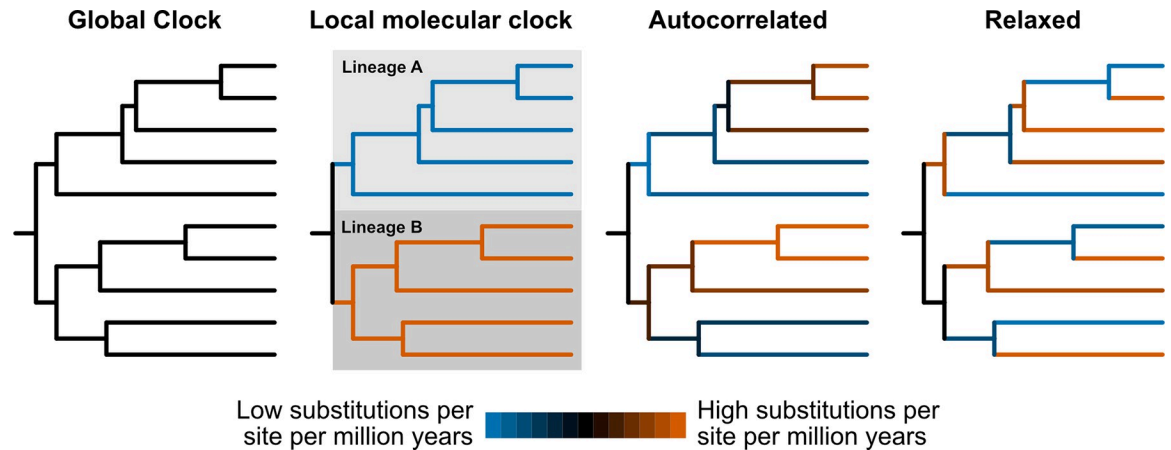 Global Clock
Local molecular clock
Autocorrelated
Relaxed
Lineage A
Lineage B
Low substitutions per
site per million years
High substitutions per
site per million years